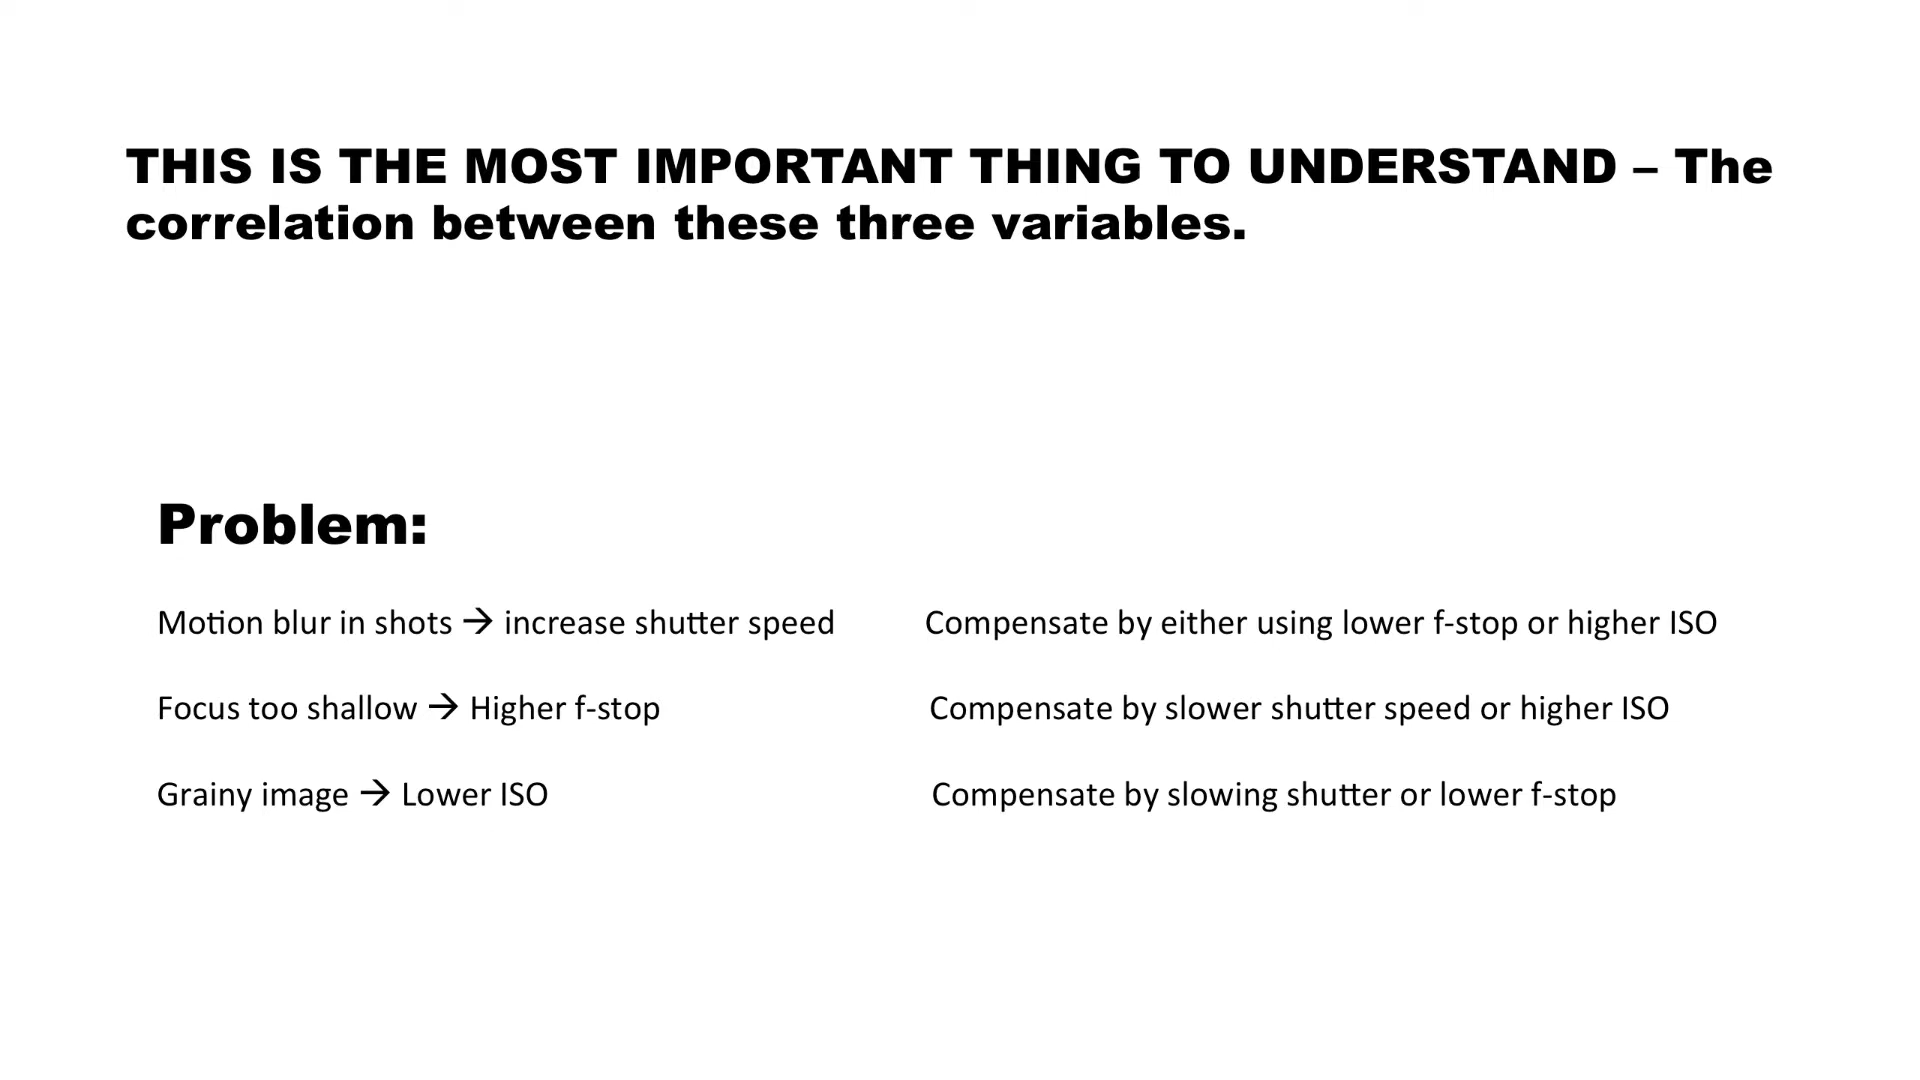 THIS IS THE MOST IMPORTANT THING TO UNDERSTAND – The
correlation between these three variables.
Problem:
Motion blur in shots → increase shutter speed Compensate by either using lower f-stop or higher ISO
Focus too shallow → Higher f-stop Compensate by slower shutter speed or higher ISO
Grainy image → Lower ISO Compensate by slowing shutter or lower f-stop